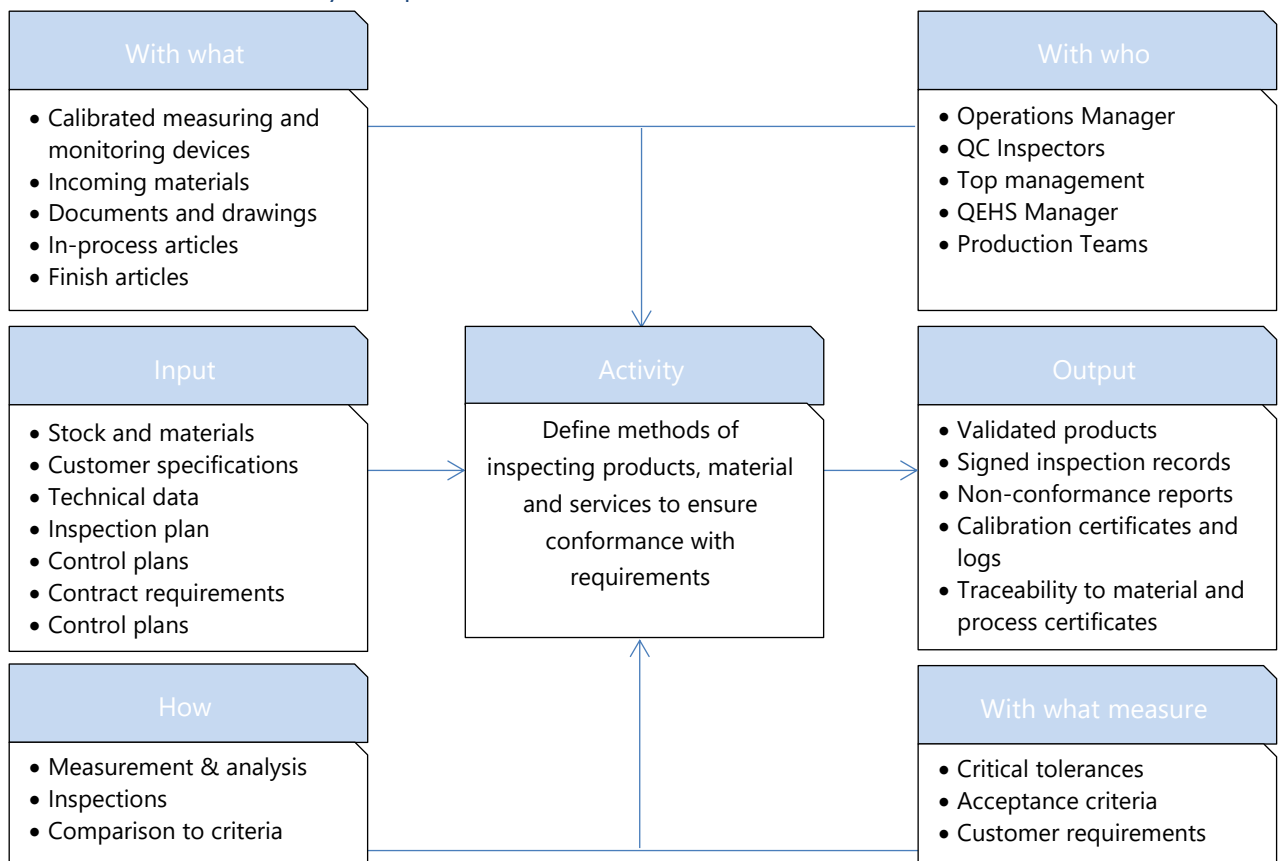 With what
• Calibrated measuring and
monitoring devices
• Incoming materials
• Documents and drawings
• In-process articles
• Finish articles
With who
• Operations Manager
• QC Inspectors
• Top management
• QEHS Manager
• Production Teams
Input
• Stock and materials
• Customer specifications
• Technical data
• Inspection plan
• Control plans
• Contract requirements
• Control plans
Activity
Define methods of
inspecting products, material
and services to ensure
conformance with
requirements
Output
• Validated products
• Signed inspection records
• Non-conformance reports
• Calibration certificates and
logs
• Traceability to material and
process certificates
How
• Measurement & analysis
• Inspections
• Comparison to criteria
With what measure
• Critical tolerances
• Acceptance criteria
• Customer requirements